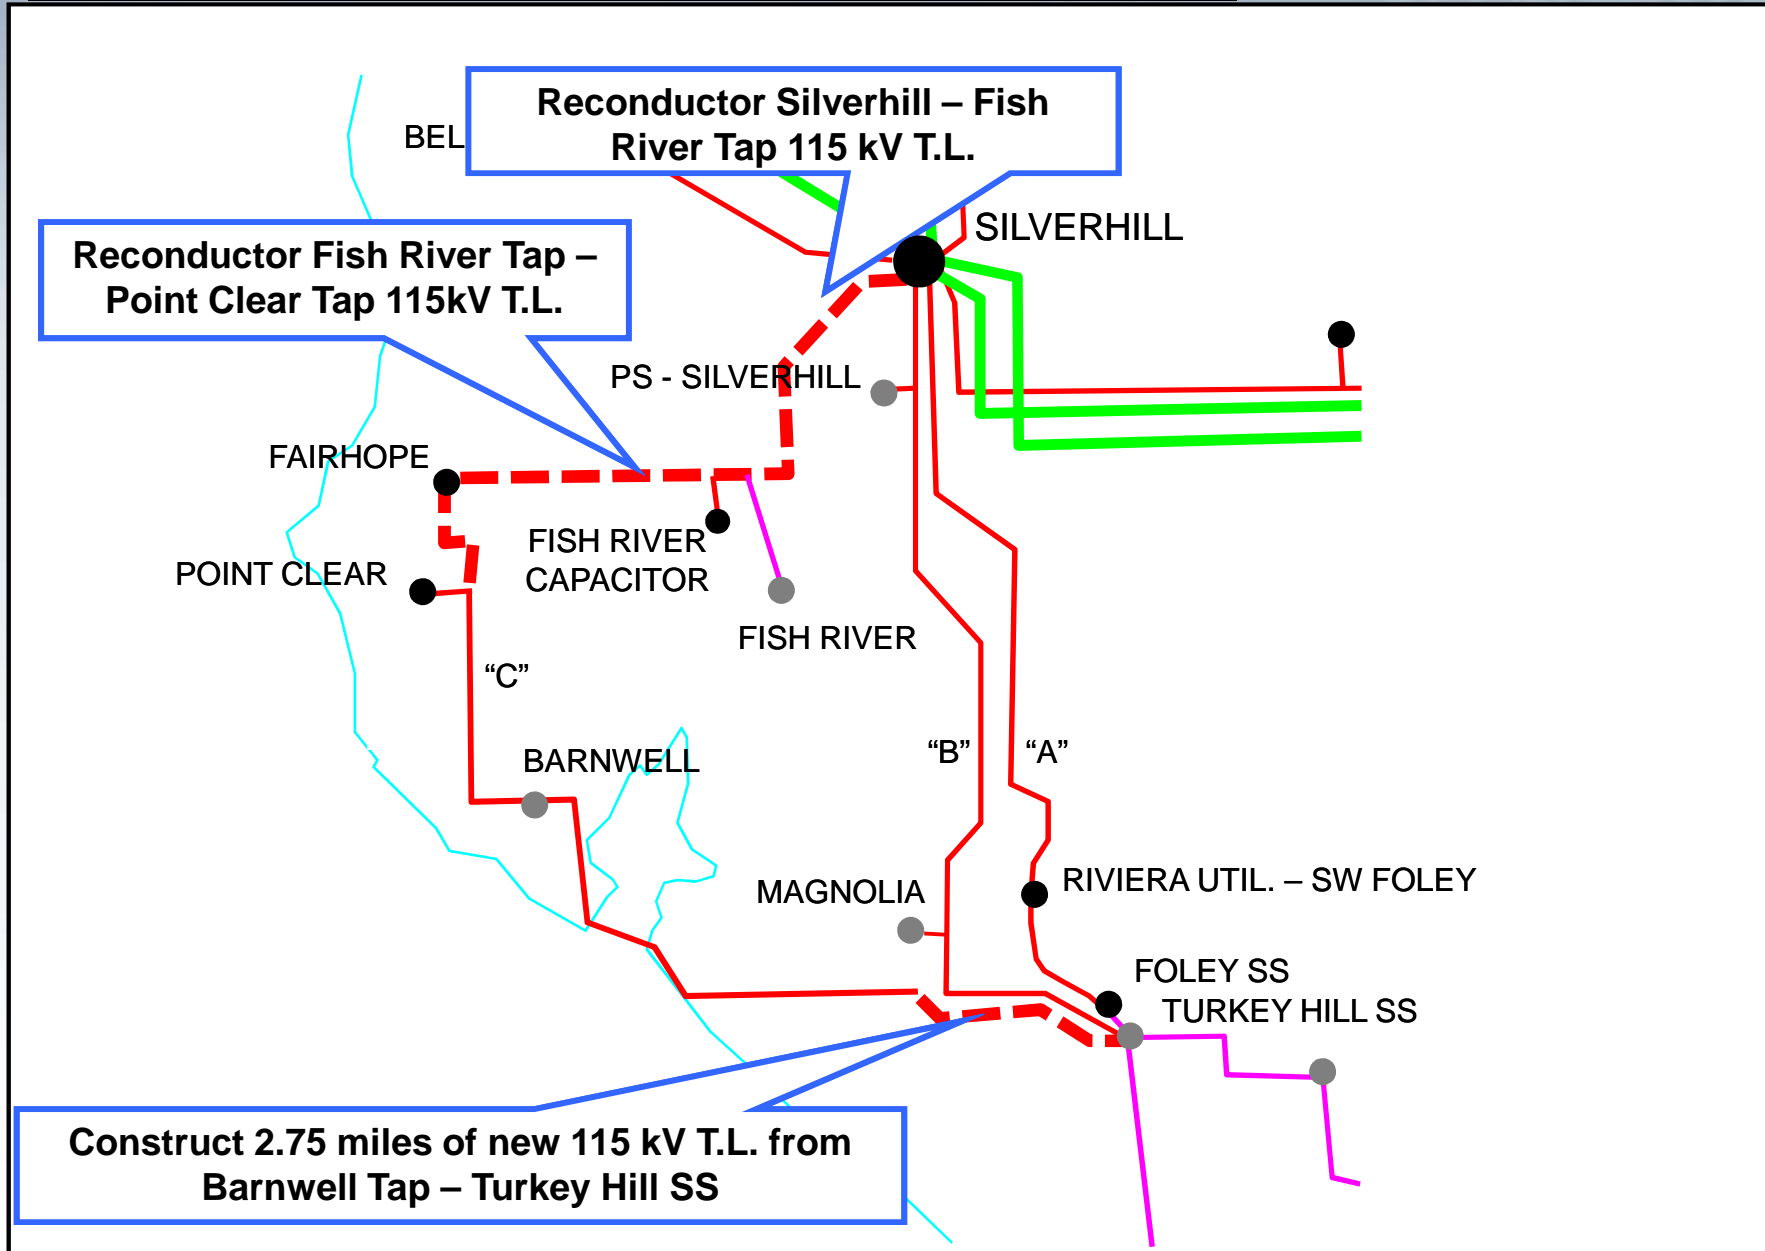 Reconductor Silverhill – Fish
River Tap 115 kV T.L.
BEL
SILVERHILL
Reconductor Fish River Tap –
Point Clear Tap 115kV T.L.
PS - SILVERHILL
FAIRHOPE
FISH RIVER
CAPACITOR
POINT CLEAR
FISH RIVER
“C”
“B”
“A”
BARNWELL
RIVIERA UTIL. – SW FOLEY
MAGNOLIA
FOLEY SS
TURKEY HILL SS
Construct 2.75 miles of new 115 kV T.L. from
Barnwell Tap – Turkey Hill SS